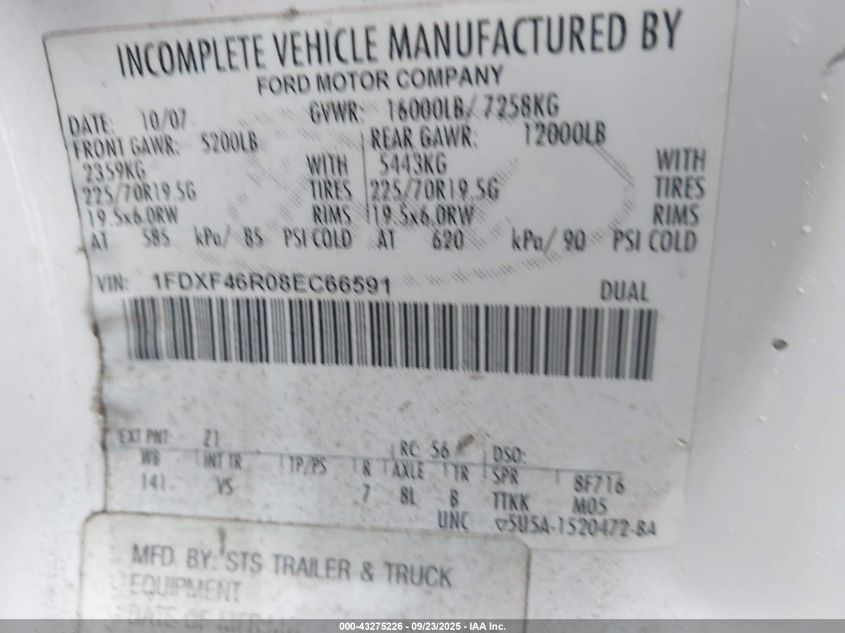 INCOMPLETE VEHICLE MANUFACTURED BY
FORD MOTOR COMPANY
DATE: 10/07 GVWR: 16000LB/ 7258KG
FRONT GAWR: 5200LB REAR GAWR: 12000LB
2359KG WITH 5443KG WITH
225/70R19.5G TIRES 225/70R19.5G TIRES
19.5x6.0RW RIMS 19.5x6.0RW RIMS
AT 585 kPa/ 85 PSI COLD AT 620 kPa/ 90 PSI COLD
VIN: 1FDXF46R08EC66591 DUAL
EXT PNT: Z1 RC: 56 DSO:
WB INT TR TP/PS R AXLE TR SPR 8F716
141 VS 7 8L B TTKK M05
UNC ▽5U5A-1520472-BA
MFD BY: STS TRAILER & TRUCK
EQUIPMENT
DATE OF
000-43275226 - 09/23/2025 - IAA Inc.